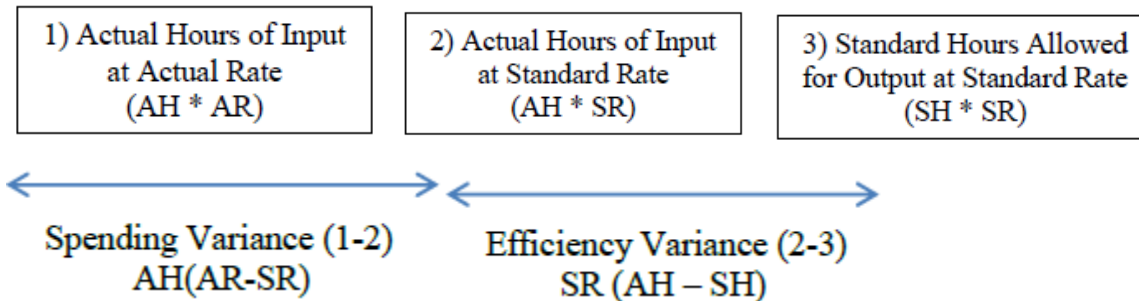 1) Actual Hours of Input
at Actual Rate
(AH * AR)
2) Actual Hours of Input
at Standard Rate
(AH * SR)
3) Standard Hours Allowed
for Output at Standard Rate
(SH * SR)
Spending Variance (1-2)
AH(AR-SR)
Efficiency Variance (2-3)
SR (AH – SH)